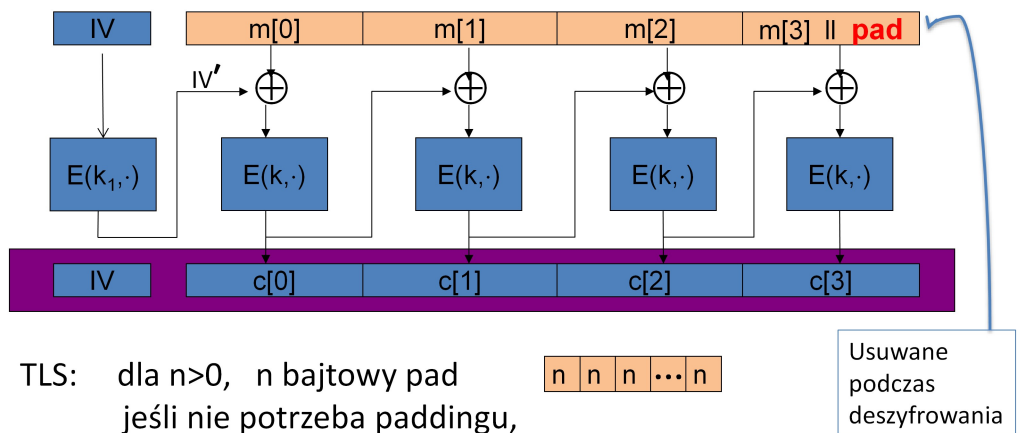 IV
m[0] m[1] m[2] m[3] ll pad
IV'
E(k₁,·) E(k,·) E(k,·) E(k,·) E(k,·)
IV c[0] c[1] c[2] c[3]
Usuwane
podczas
deszyfrowania
TLS: dla n>0, n bajtowy pad
n n n ••• n
jeśli nie potrzeba paddingu,